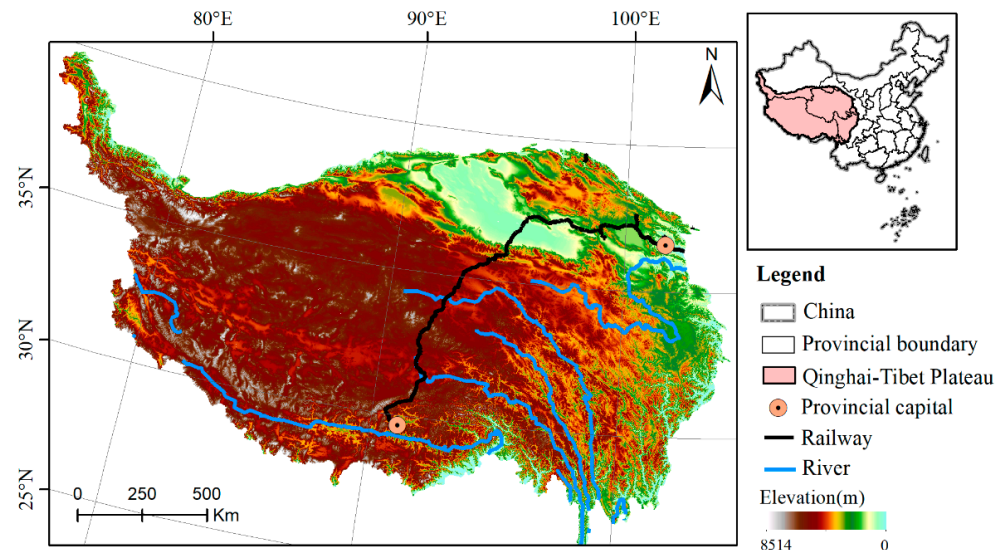 80°E
90°E
100°E
N
35°N
30°N
25°N
0
250
500
Km
Legend
China
Provincial boundary
Qinghai-Tibet Plateau
Provincial capital
Railway
River
Elevation(m)
8514
0